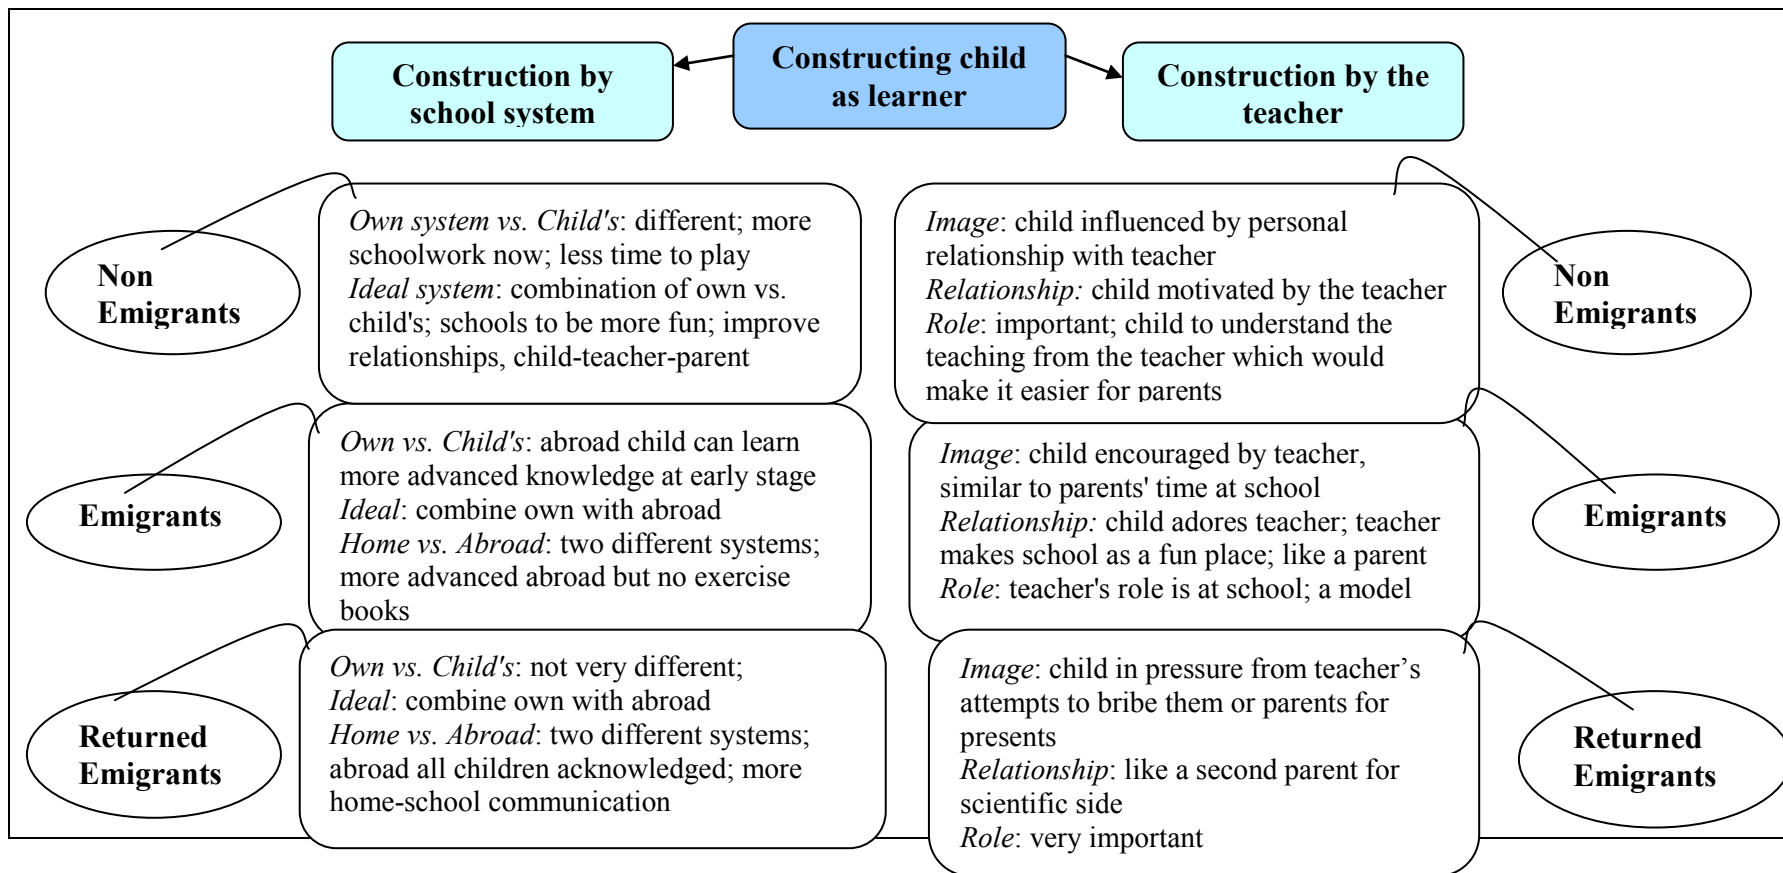 Constructing child
as learner
Construction by
school system
Construction by the
teacher
Non
Emigrants
Own system vs. Child's: different; more
schoolwork now; less time to play
Ideal system: combination of own vs.
child's; schools to be more fun; improve
relationships, child-teacher-parent
Image: child influenced by personal
relationship with teacher
Relationship: child motivated by the teacher
Role: important; child to understand the
teaching from the teacher which would
make it easier for parents
Non
Emigrants
Emigrants
Own vs. Child's: abroad child can learn
more advanced knowledge at early stage
Ideal: combine own with abroad
Home vs. Abroad: two different systems;
more advanced abroad but no exercise
books
Image: child encouraged by teacher,
similar to parents' time at school
Relationship: child adores teacher; teacher
makes school as a fun place; like a parent
Role: teacher's role is at school; a model
Emigrants
Returned
Emigrants
Own vs. Child's: not very different;
Ideal: combine own with abroad
Home vs. Abroad: two different systems;
abroad all children acknowledged; more
home-school communication
Image: child in pressure from teacher’s
attempts to bribe them or parents for
presents
Relationship: like a second parent for
scientific side
Role: very important
Returned
Emigrants